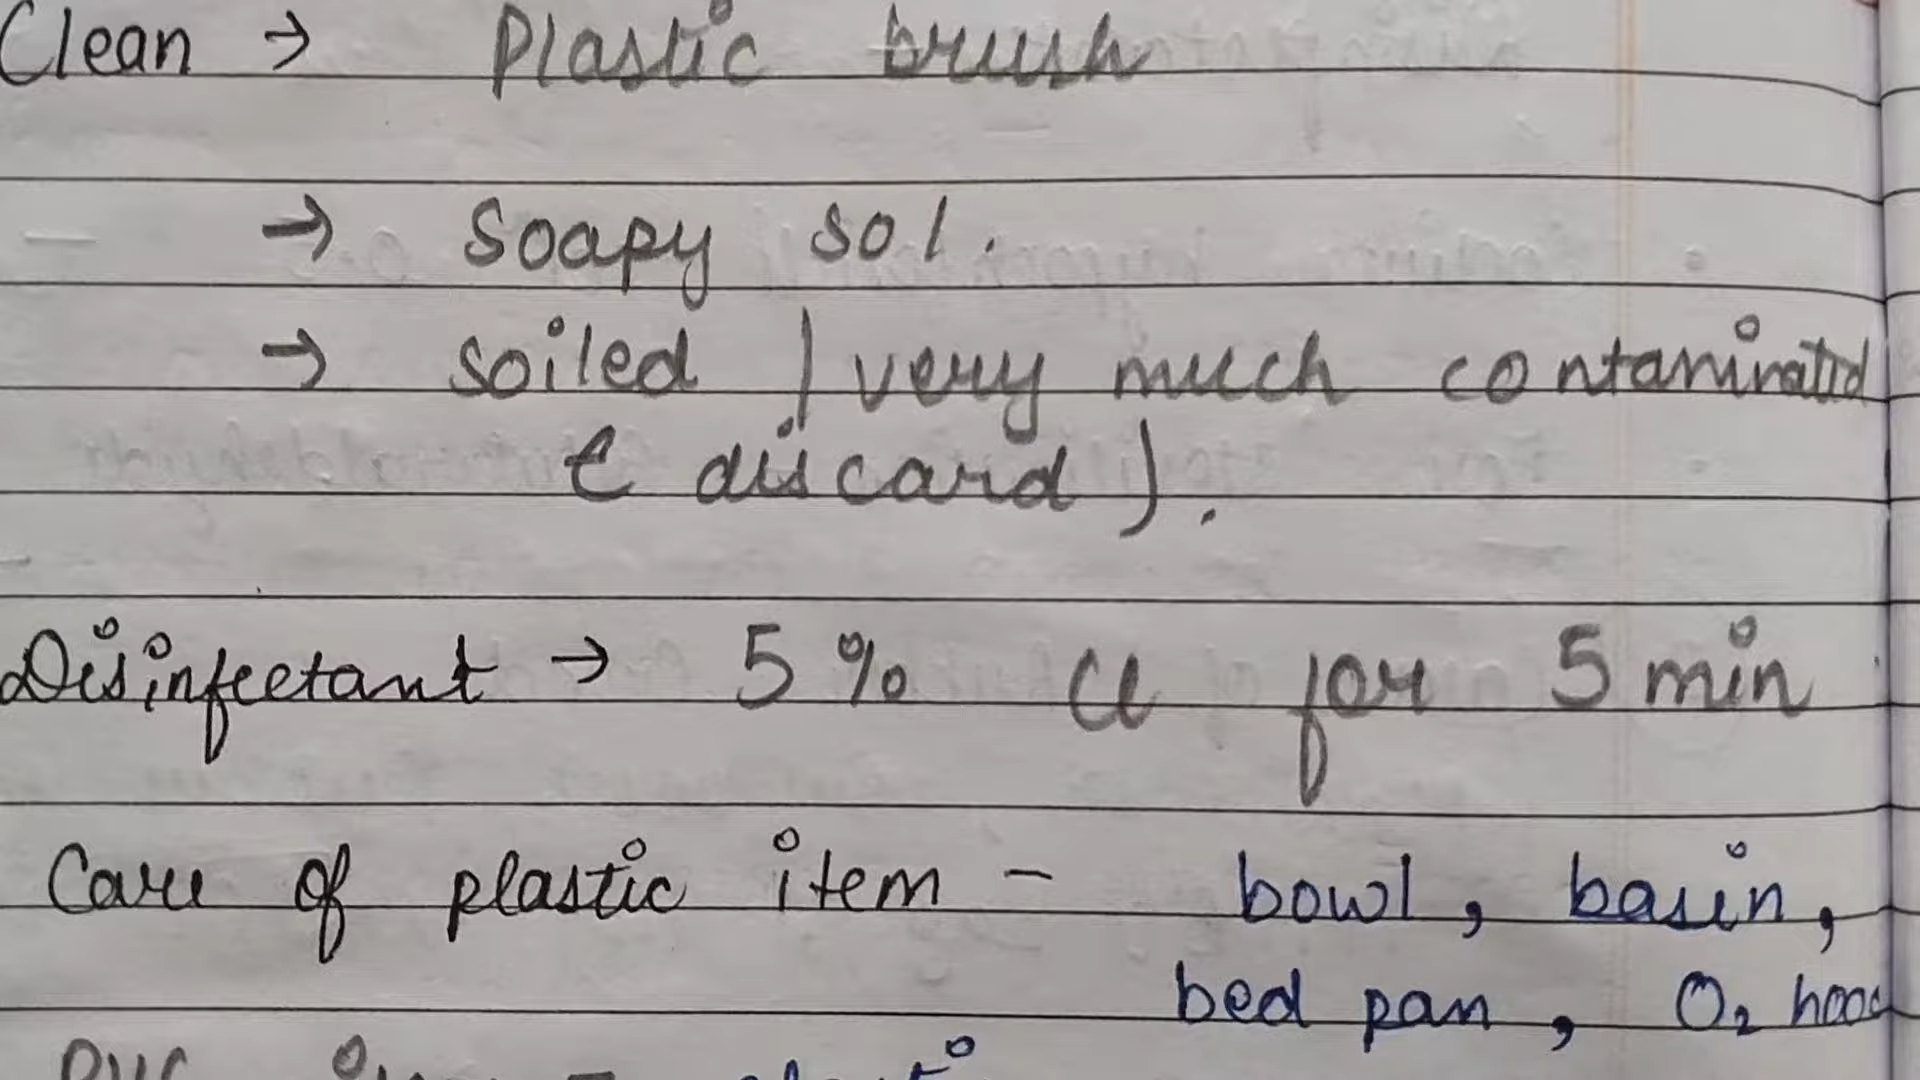 Clean → Plastic brush
→ Soapy sol.
→ soiled / very much contaminated
( discard ).
Disinfectant → 5 % Cl for 5 min
Care of plastic item - bowl, basin,
bed pan, O₂ hood
PVC